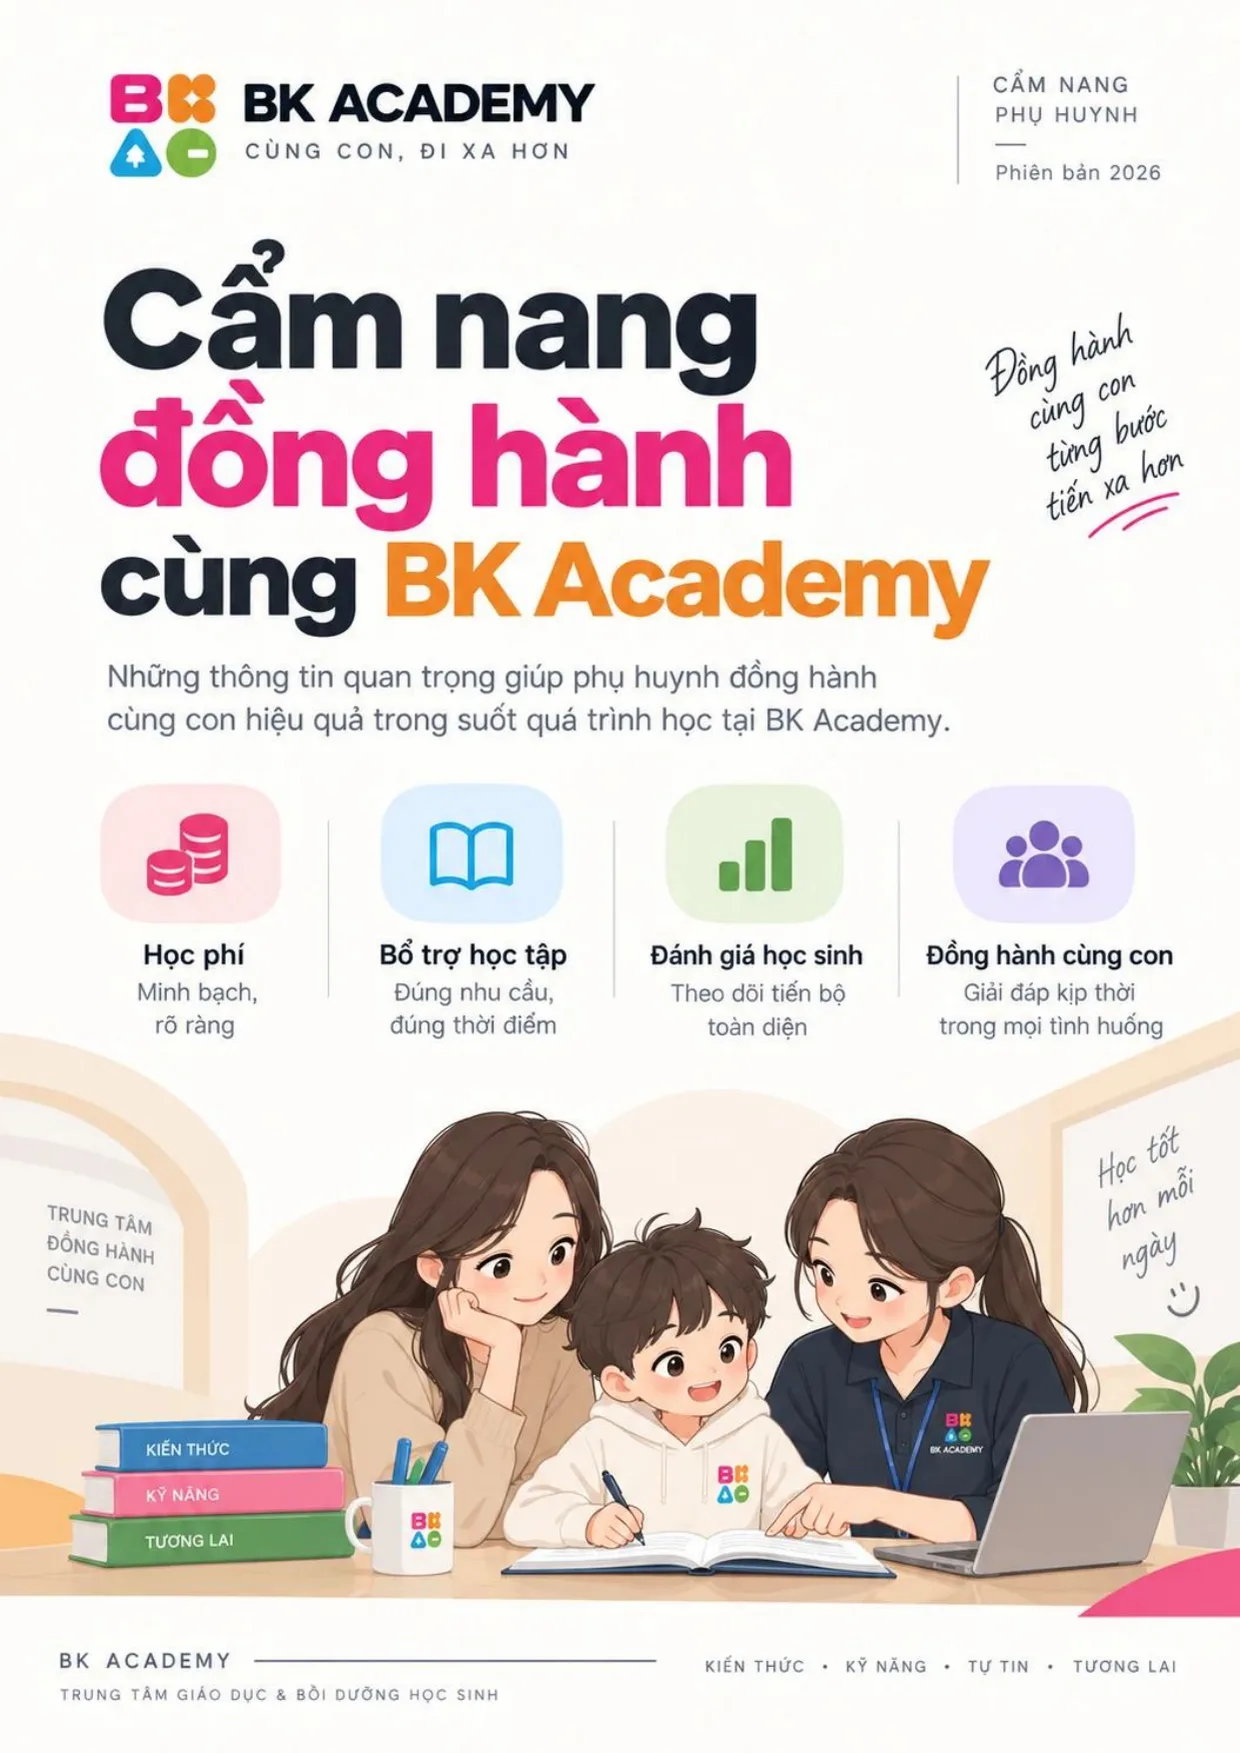 BK ACADEMY
CÙNG CON, ĐI XA HƠN
CẨM NANG
PHỤ HUYNH
Phiên bản 2026
Cẩm nang
đồng hành
cùng BK Academy
Đồng hành
cùng con
từng bước
tiến xa hơn
Những thông tin quan trọng giúp phụ huynh đồng hành
cùng con hiệu quả trong suốt quá trình học tại BK Academy.
Học phí
Minh bạch,
rõ ràng
Bổ trợ học tập
Đúng nhu cầu,
đúng thời điểm
Đánh giá học sinh
Theo dõi tiến bộ
toàn diện
Đồng hành cùng con
Giải đáp kịp thời
trong mọi tình huống
TRUNG TÂM
ĐỒNG HÀNH
CÙNG CON
Học tốt
hơn mỗi
ngày
KIẾN THỨC
KỸ NĂNG
TƯƠNG LAI
BK ACADEMY
BK ACADEMY
TRUNG TÂM GIÁO DỤC & BỒI DƯỠNG HỌC SINH
KIẾN THỨC • KỸ NĂNG • TỰ TIN • TƯƠNG LAI